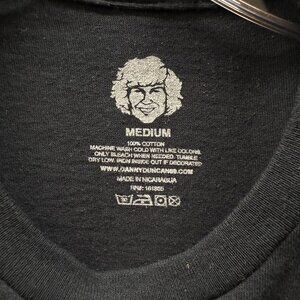 MEDIUM
100% COTTON
MACHINE WASH COLD WITH LIKE COLORS.
ONLY BLEACH WHEN NEEDED. TUMBLE
DRY LOW. IRON INSIDE OUT IF DECORATED
WWW.DANNYDUNCAN69.COM
MADE IN NICARAGUA
RN#: 161865